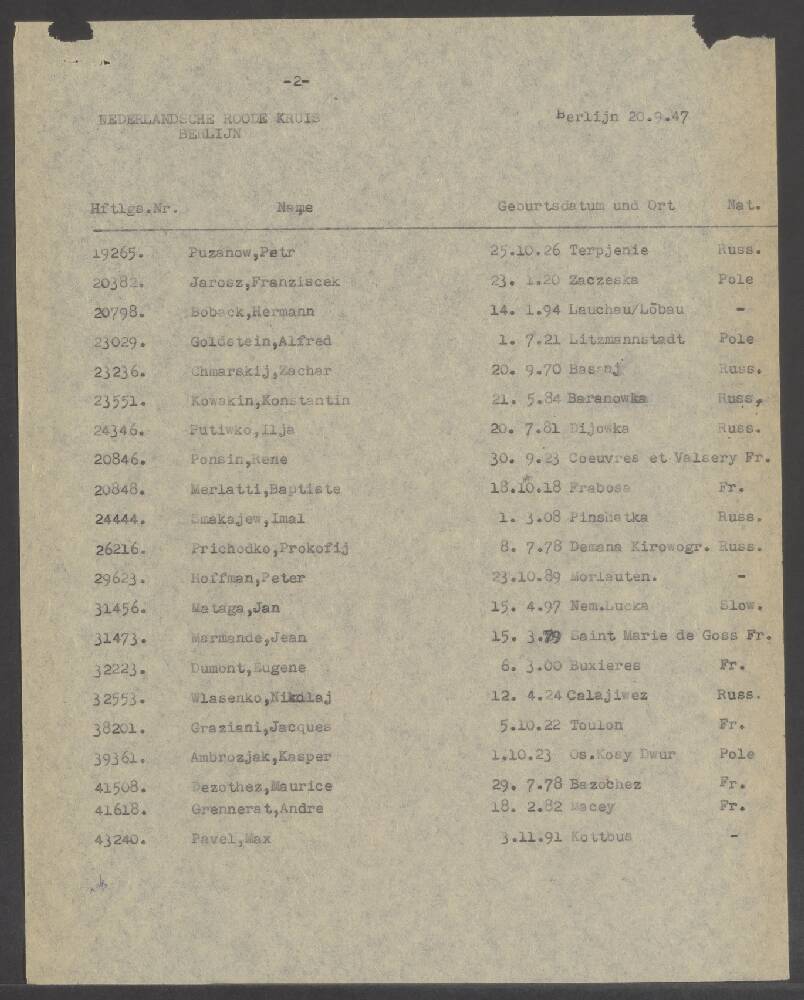 -2-
NEDERLANDSCHE ROODE KRUIS Berlijn 20.9.47
BERLIJN
Hftlgs.Nr. Name Geburtsdatum und Ort Nat.
19265. Puzanow,Petr 25.10.26 Terpjenie Russ.
20382. Jarosz,Franziscek 23. 1.20 Zaczeska Pole
20798. Boback,Hermann 14. 1.94 Lauchau/Löbau -
23029. Goldstein,Alfred 1. 7.21 Litzmannstadt Pole
23236. Chmarskij,Zachar 20. 9.70 Russ.
23551. Kowakin,Konstantin 21. 5.84 Baranowka Russ.
24346. Putiwko,Ilja 20. 7.81 Dijowka Russ.
20846. Ponsin,Rene 30. 9.23 Coeuvres et Valsery Fr.
20848. Merlatti,Baptiste 18.10.18 Frabosa Fr.
24444. Smakajew,Imal 1. 3.08 Pinshatka Russ.
26216. Prichodko,Prokofij 8. 7.78 Demana Kirowogr. Russ.
29623. Hoffman,Peter 23.10.89 Morlauten. -
31456. Mataga,Jan 15. 4.97 Nem.Lucka Slow.
31473. Marmande,Jean 15. 3.79 Saint Marie de Goss Fr.
32223. Dumont,Eugene 6. 3.00 Buxieres Fr.
32553. Wlasenko,Nikolaj 12. 4.24 Calajiwez Russ.
38201. Graziani,Jacques 5.10.22 Toulon Fr.
39361. Ambrozjak,Kasper 1.10.23 Os.Kosy Dwur Pole
41508. Dezothez,Maurice 29. 7.78 Bazochez Fr.
41618. Grennerat,Andre 18. 2.82 Macey Fr.
43240. Pavel,Max 3.11.91 Kottbus -